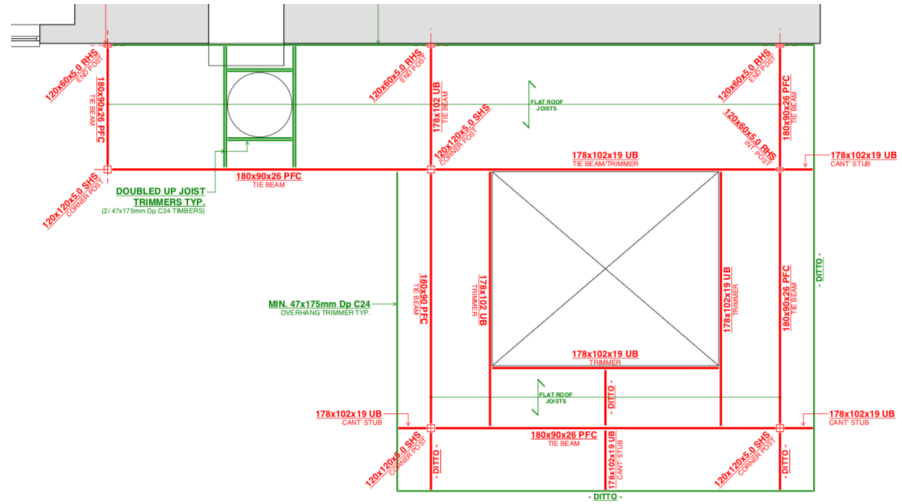 120x60x5.0 RHS
END POST
180x90x26 PFC
TIE BEAM
120x60x5.0 RHS
END POST
178x102 UB
TIE BEAM
120x120x5.0 SHS
CORNER POST
FLAT ROOF
JOISTS
120x60x5.0 RHS
END POST
180x90x26 PFC
TIE BEAM
120x60x5.0 RHS
INT. POST
178x102x19 UB
TIE BEAM/TRIMMER
178x102x19 UB
CANT' STUB
180x90x26 PFC
TIE BEAM
120x120x5.0 SHS
CORNER POST
DOUBLED UP JOIST
TRIMMERS TYP.
(2/ 47x175mm Dp C24 TIMBERS)
MIN. 47x175mm Dp C24
OVERHANG TRIMMER TYP.
180x90 PFC
TIE BEAM
178x102 UB
TRIMMER
178x102x19 UB
TRIMMER
180x90x26 PFC
TIE BEAM
- DITTO -
178x102x19 UB
TRIMMER
FLAT ROOF
JOISTS
- DITTO -
178x102x19 UB
CANT' STUB
178x102x19 UB
CANT' STUB
180x90x26 PFC
TIE BEAM
120x120x5.0 SHS
CORNER POST
- DITTO -
178x102x19 UB
CANT' STUB
120x120x5.0 SHS
CORNER POST
- DITTO -
- DITTO -